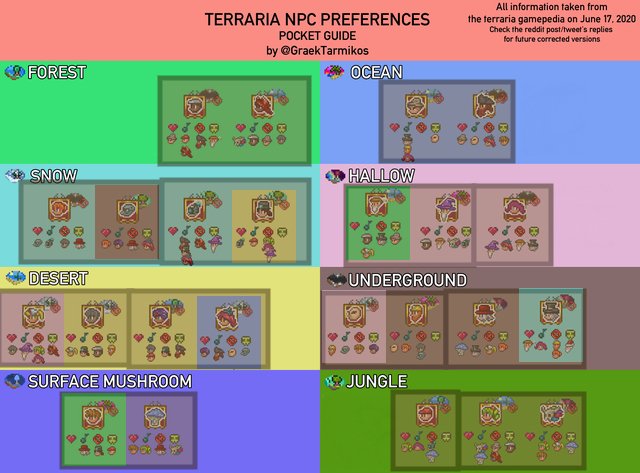 TERRARIA NPC PREFERENCES
POCKET GUIDE
by @GraekTarmikos
All information taken from
the terraria gamepedia on June 17, 2020
Check the reddit post/tweet's replies
for future corrected versions
FOREST
OCEAN
SNOW
HALLOW
DESERT
UNDERGROUND
SURFACE MUSHROOM
JUNGLE